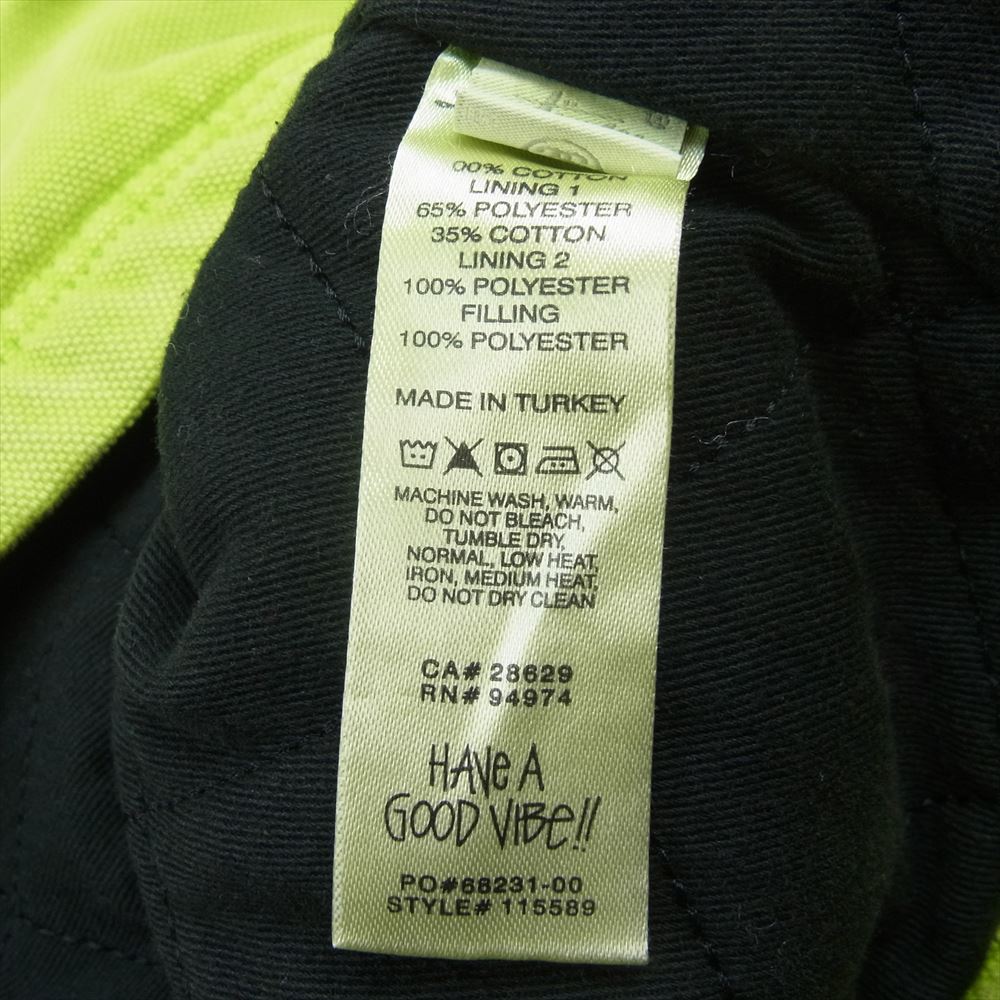 00% COTTON
LINING 1
65% POLYESTER
35% COTTON
LINING 2
100% POLYESTER
FILLING
100% POLYESTER
MADE IN TURKEY
MACHINE WASH, WARM,
DO NOT BLEACH,
TUMBLE DRY,
NORMAL, LOW HEAT,
IRON, MEDIUM HEAT,
DO NOT DRY CLEAN
CA# 28629
RN# 94974
HAVE A
GOOD VIBE!!
PO#68231-00
STYLE# 115589